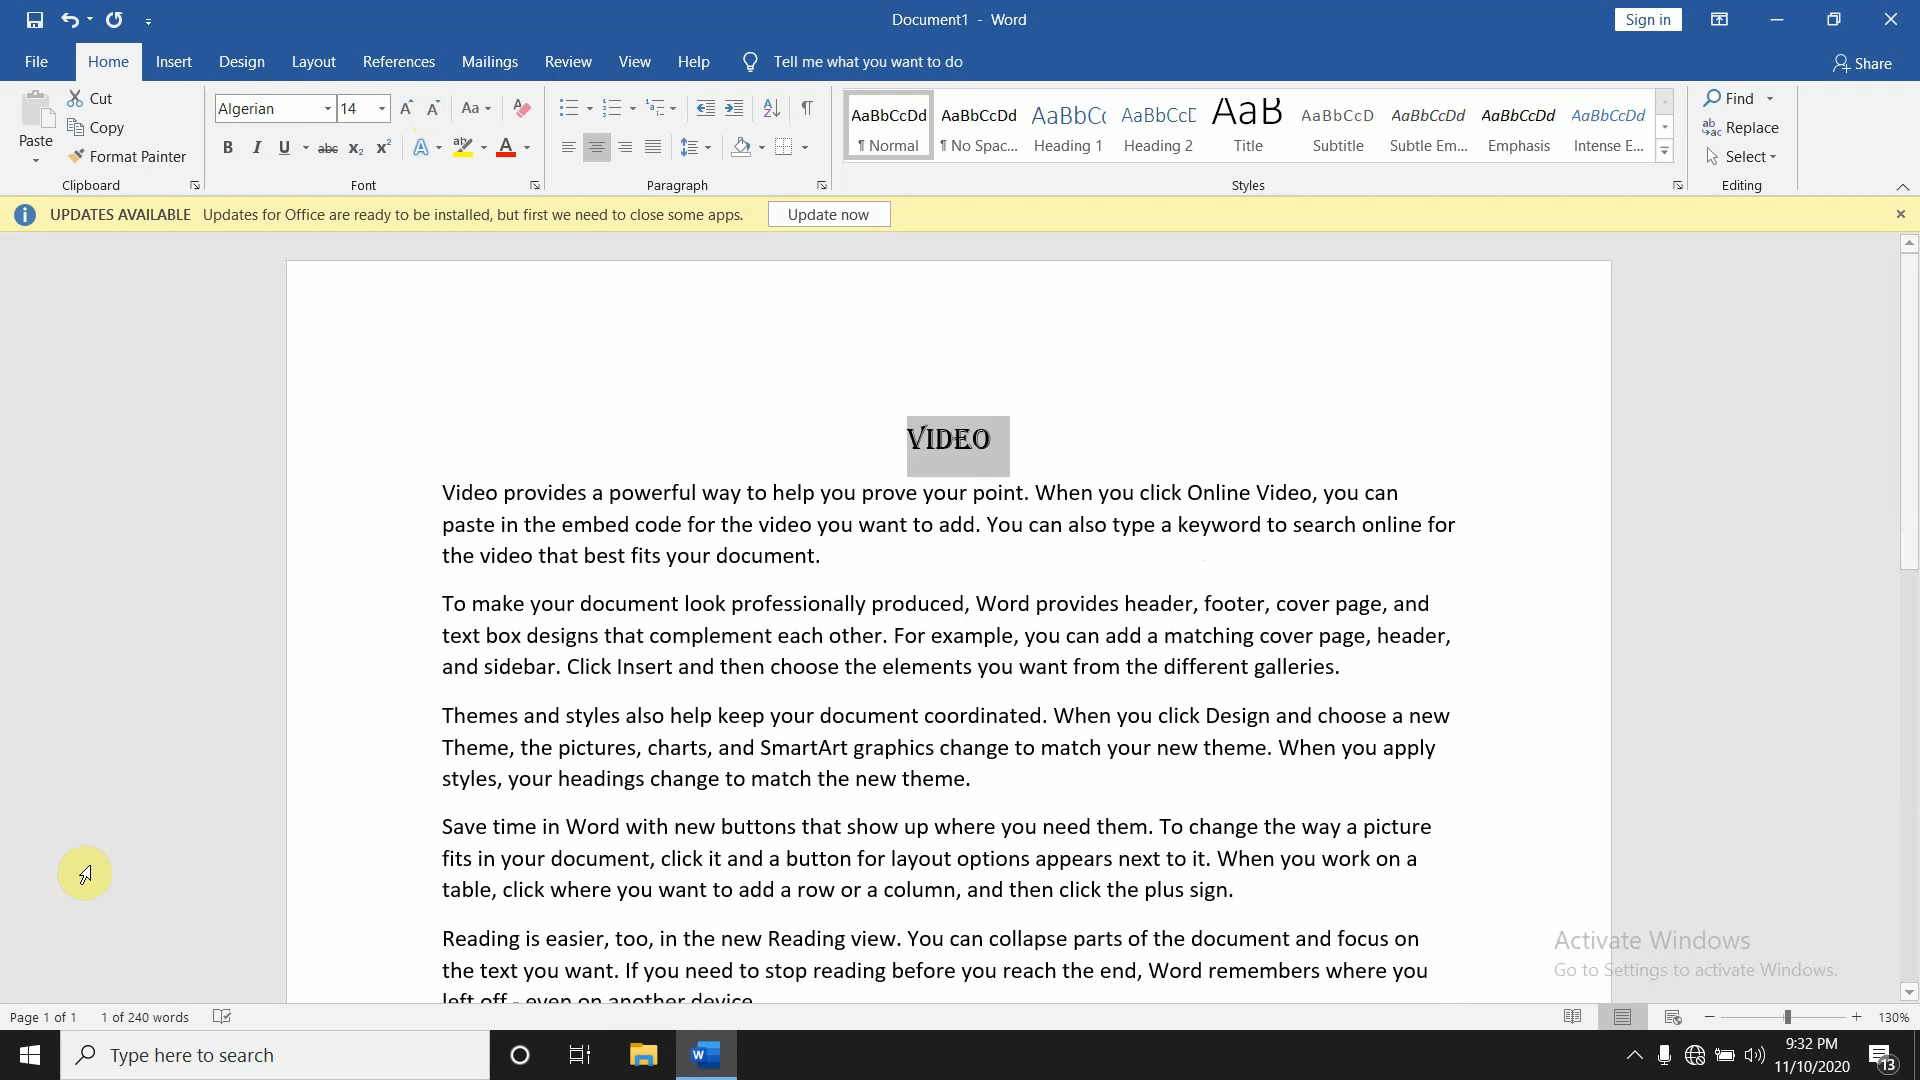 Document1 - Word
Sign in
File Home Insert Design Layout References Mailings Review View Help Tell me what you want to do Share
Paste
Cut
Copy
Format Painter
Clipboard
Algerian 14
Aa
B I U abc x₂ x² A A
Font
Paragraph
AaBbCcDd AaBbCcDd AaBbCc AaBbCcD AaB AaBbCcD AaBbCcDd AaBbCcDd AaBbCcDd
¶ Normal ¶ No Spac... Heading 1 Heading 2 Title Subtitle Subtle Em... Emphasis Intense E...
Styles
Find
Replace
Select
Editing
UPDATES AVAILABLE Updates for Office are ready to be installed, but first we need to close some apps. Update now
VIDEO
Video provides a powerful way to help you prove your point. When you click Online Video, you can
paste in the embed code for the video you want to add. You can also type a keyword to search online for
the video that best fits your document.
To make your document look professionally produced, Word provides header, footer, cover page, and
text box designs that complement each other. For example, you can add a matching cover page, header,
and sidebar. Click Insert and then choose the elements you want from the different galleries.
Themes and styles also help keep your document coordinated. When you click Design and choose a new
Theme, the pictures, charts, and SmartArt graphics change to match your new theme. When you apply
styles, your headings change to match the new theme.
Save time in Word with new buttons that show up where you need them. To change the way a picture
fits in your document, click it and a button for layout options appears next to it. When you work on a
table, click where you want to add a row or a column, and then click the plus sign.
Reading is easier, too, in the new Reading view. You can collapse parts of the document and focus on
the text you want. If you need to stop reading before you reach the end, Word remembers where you
left off - even on another device.
Activate Windows
Go to Settings to activate Windows.
Page 1 of 1 1 of 240 words 130%
Type here to search
9:32 PM
11/10/2020
13